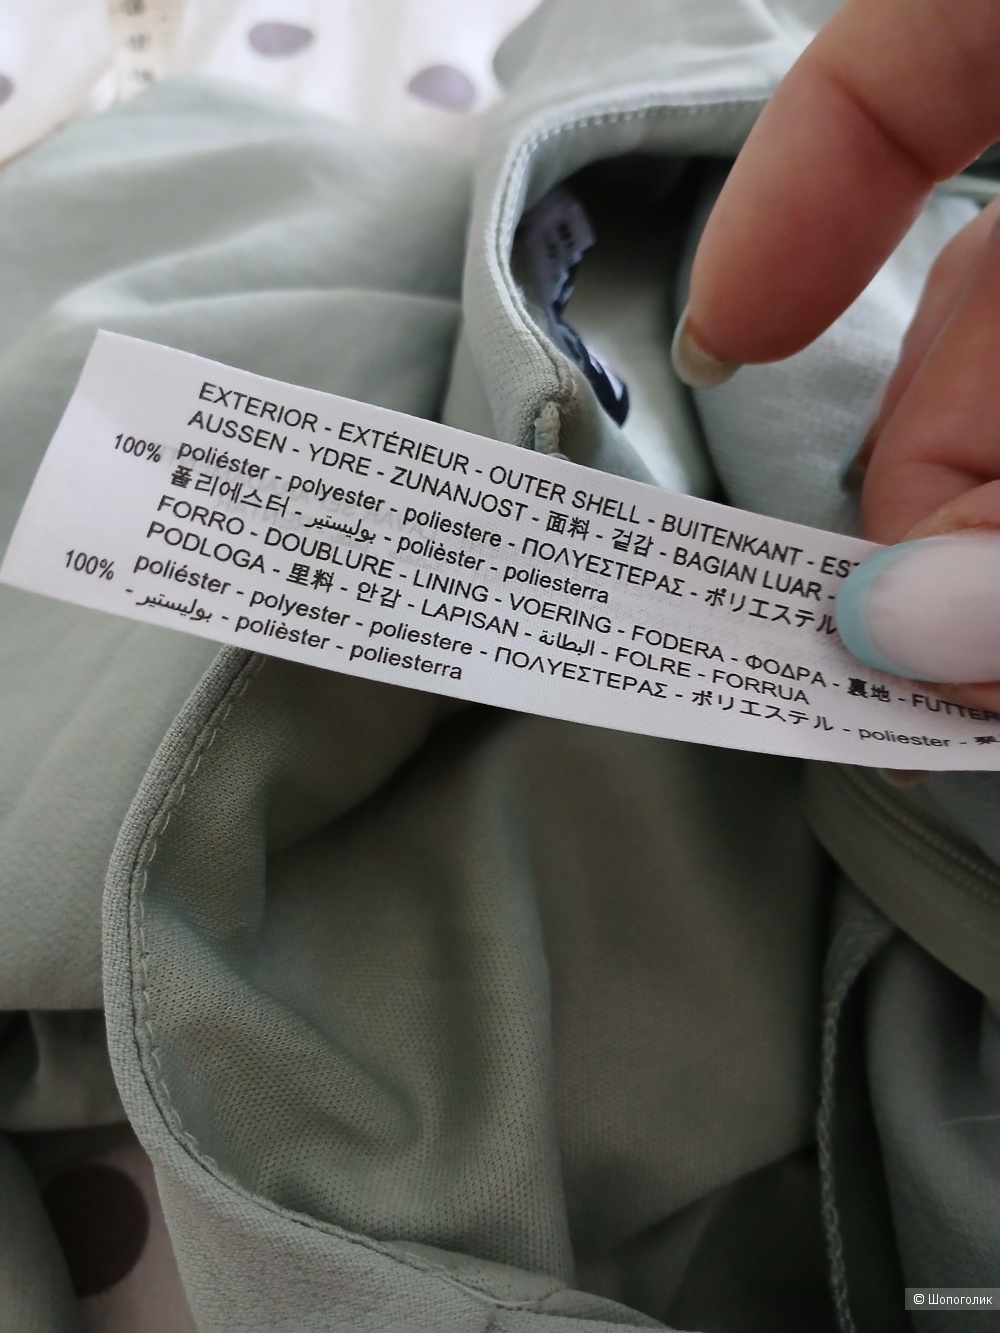 EXTERIOR - EXTÉRIEUR - OUTER SHELL - BUITENKANT -
AUSSEN - YDRE - ZUNANJOST - 面料 - 겉감 - BAGIAN LUAR -
100% poliéster - polyester - poliestere - ΠΟΛΥΕΣΤΕΡΑΣ - ポリエステル
폴리에스터 - بوليستير - polièster - poliesterra
FORRO - DOUBLURE - LINING - VOERING - FODERA - ΦΟΔΡΑ - 裏地 -
PODLOGA - 里料 - 안감 - LAPISAN - البطانة - FOLRE - FORRUA
100% poliéster - polyester - poliestere - ΠΟΛΥΕΣΤΕΡΑΣ - ポリエステル - poliester -
- بوليستير - polièster - poliesterra
© Шопоголик